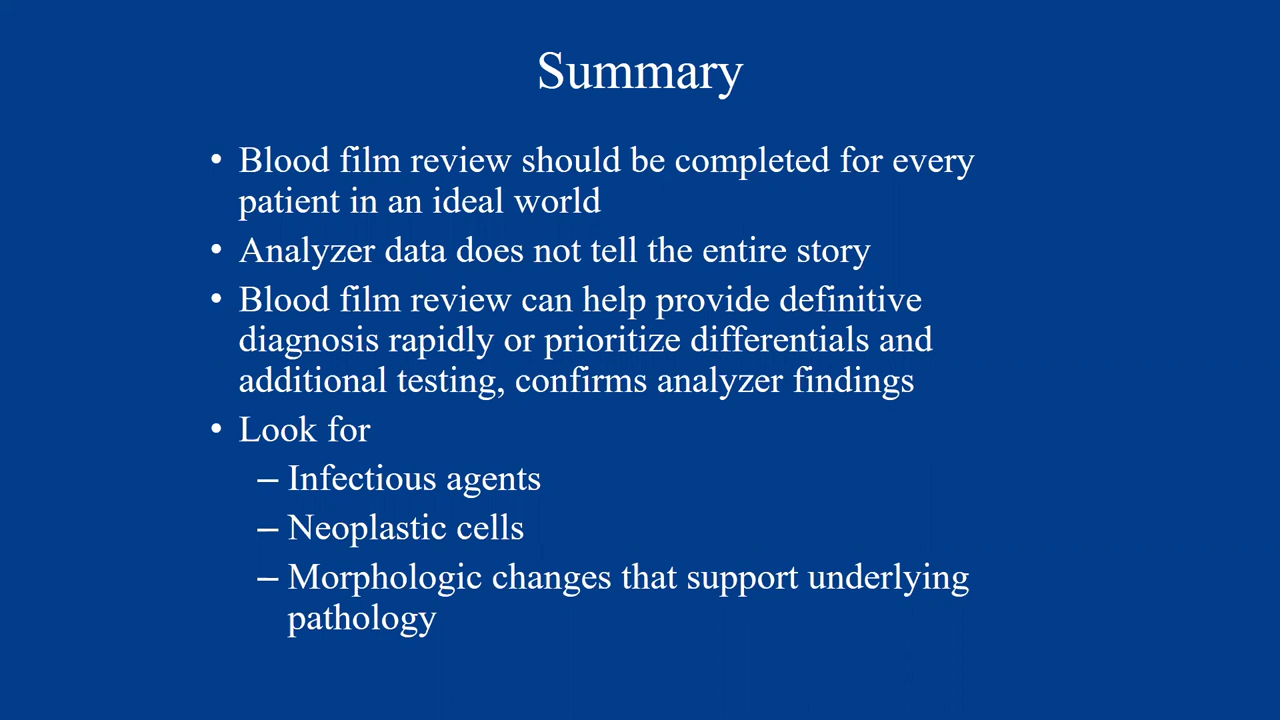 Summary
• Blood film review should be completed for every
patient in an ideal world
• Analyzer data does not tell the entire story
• Blood film review can help provide definitive
diagnosis rapidly or prioritize differentials and
additional testing, confirms analyzer findings
• Look for
– Infectious agents
– Neoplastic cells
– Morphologic changes that support underlying
pathology